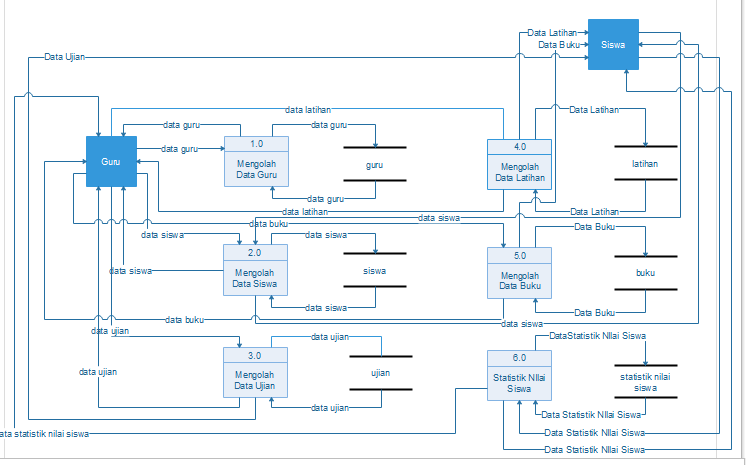 Data Latihan
Data Buku
Siswa
Data Ujian
data latihan
Data Latihan
data guru
data guru
1.0
Mengolah
Data Guru
guru
Guru
data guru
4.0
Mengolah
Data Latihan
latihan
data guru
data latihan
Data Latihan
data siswa
data buku
Data Buku
data siswa
data siswa
2.0
Mengolah
Data Siswa
siswa
data siswa
5.0
Mengolah
Data Buku
buku
data siswa
Data Buku
data buku
data siswa
data ujian
data ujian
DataStatistik NIlai Siswa
3.0
Mengolah
Data Ujian
ujian
data ujian
6.0
Statistik NIlai
Siswa
statistik nilai
siswa
data ujian
Data Statistik NIlai Siswa
ata statistik nilai siswa
Data Statistik NIlai Siswa
Data Statistik NIlai Siswa